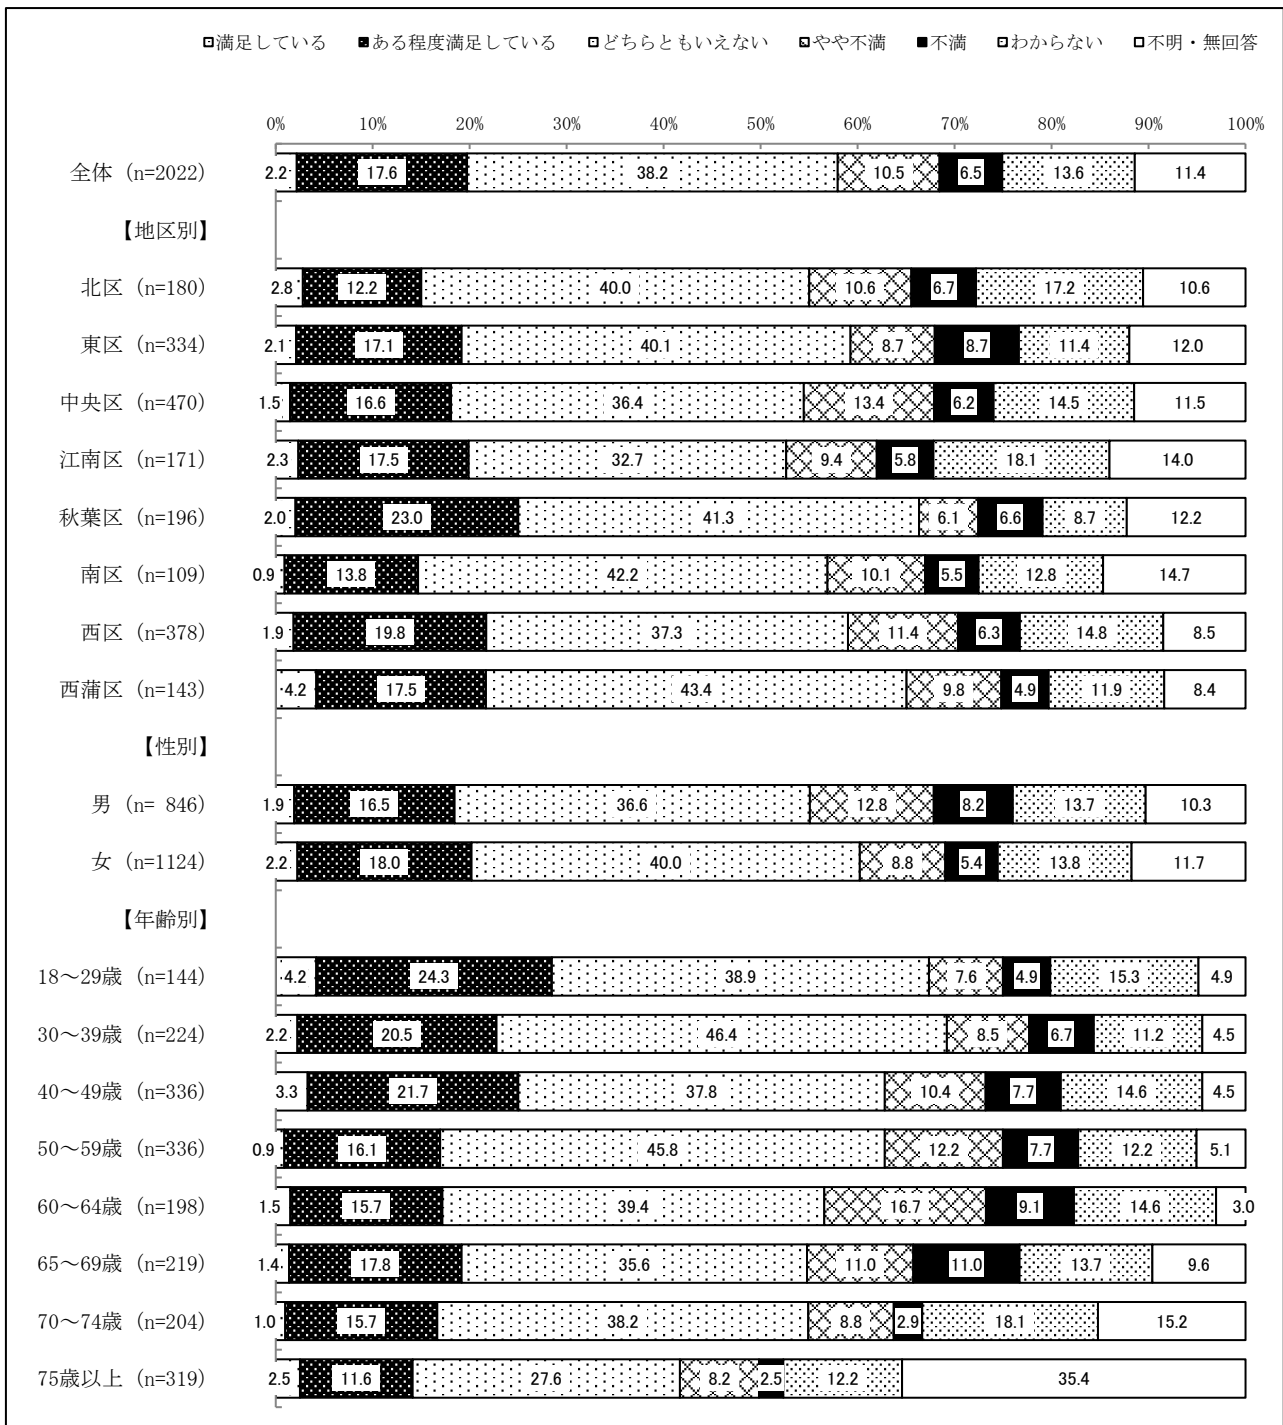 満足している ある程度満足している どちらともいえない やや不満 不満 わからない 不明・無回答
0% 10% 20% 30% 40% 50% 60% 70% 80% 90% 100%
全体 (n=2022) 2.2 17.6 38.2 10.5 6.5 13.6 11.4
【地区別】
北区 (n=180) 2.8 12.2 40.0 10.6 6.7 17.2 10.6
東区 (n=334) 2.1 17.1 40.1 8.7 8.7 11.4 12.0
中央区 (n=470) 1.5 16.6 36.4 13.4 6.2 14.5 11.5
江南区 (n=171) 2.3 17.5 32.7 9.4 5.8 18.1 14.0
秋葉区 (n=196) 2.0 23.0 41.3 6.1 6.6 8.7 12.2
南区 (n=109) 0.9 13.8 42.2 10.1 5.5 12.8 14.7
西区 (n=378) 1.9 19.8 37.3 11.4 6.3 14.8 8.5
西蒲区 (n=143) 4.2 17.5 43.4 9.8 4.9 11.9 8.4
【性別】
男 (n= 846) 1.9 16.5 36.6 12.8 8.2 13.7 10.3
女 (n=1124) 2.2 18.0 40.0 8.8 5.4 13.8 11.7
【年齢別】
18～29歳 (n=144) 4.2 24.3 38.9 7.6 4.9 15.3 4.9
30～39歳 (n=224) 2.2 20.5 46.4 8.5 6.7 11.2 4.5
40～49歳 (n=336) 3.3 21.7 37.8 10.4 7.7 14.6 4.5
50～59歳 (n=336) 0.9 16.1 45.8 12.2 7.7 12.2 5.1
60～64歳 (n=198) 1.5 15.7 39.4 16.7 9.1 14.6 3.0
65～69歳 (n=219) 1.4 17.8 35.6 11.0 11.0 13.7 9.6
70～74歳 (n=204) 1.0 15.7 38.2 8.8 2.9 18.1 15.2
75歳以上 (n=319) 2.5 11.6 27.6 8.2 2.5 12.2 35.4